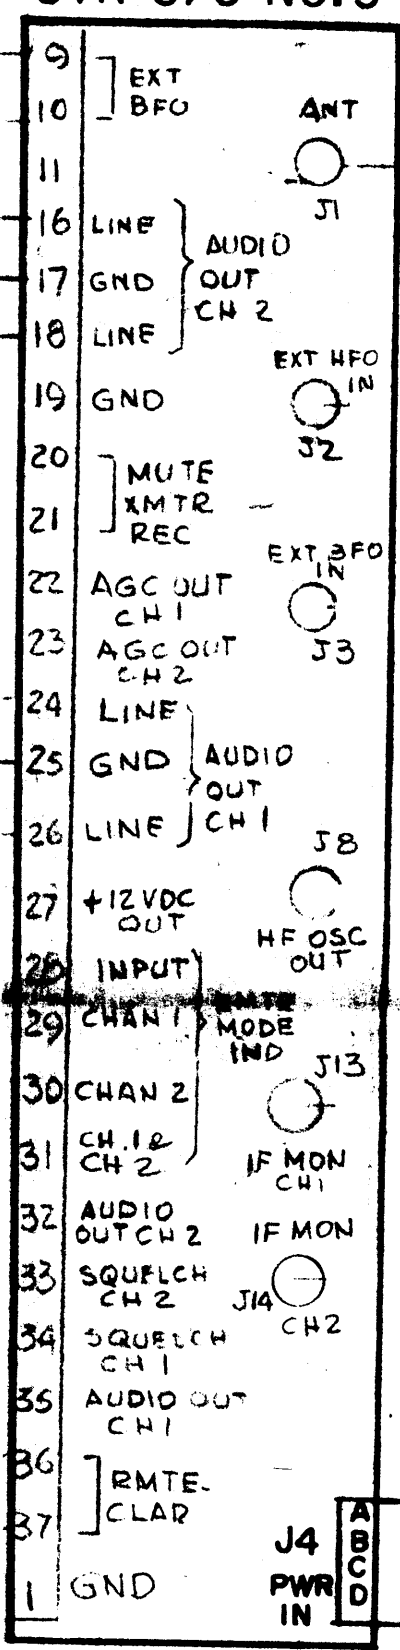 9
10
EXT
BFO
11
16 LINE
17 GND
18 LINE
AUDIO
OUT
CH 2
19 GND
20
21
MUTE
XMTR
REC
22 AGC OUT
CH 1
23 AGC OUT
CH 2
24 LINE
25 GND
26 LINE
AUDIO
OUT
CH 1
27 +12VDC
OUT
28 INPUT
29 CHAN 1
30 CHAN 2
31 CH.1&
CH 2
RMTE
MODE
IND
32 AUDIO
OUT CH 2
33 SQUELCH
CH 2
34 SQUELCH
CH 1
35 AUDIO OUT
CH 1
36
37
RMTE-
CLAR
1 GND
ANT
J1
EXT HFO
IN
J2
EXT BFO
IN
J3
J8
HF OSC
OUT
J13
IF MON
CH1
IF MON
J14
CH2
J4
PWR
IN
A
B
C
D